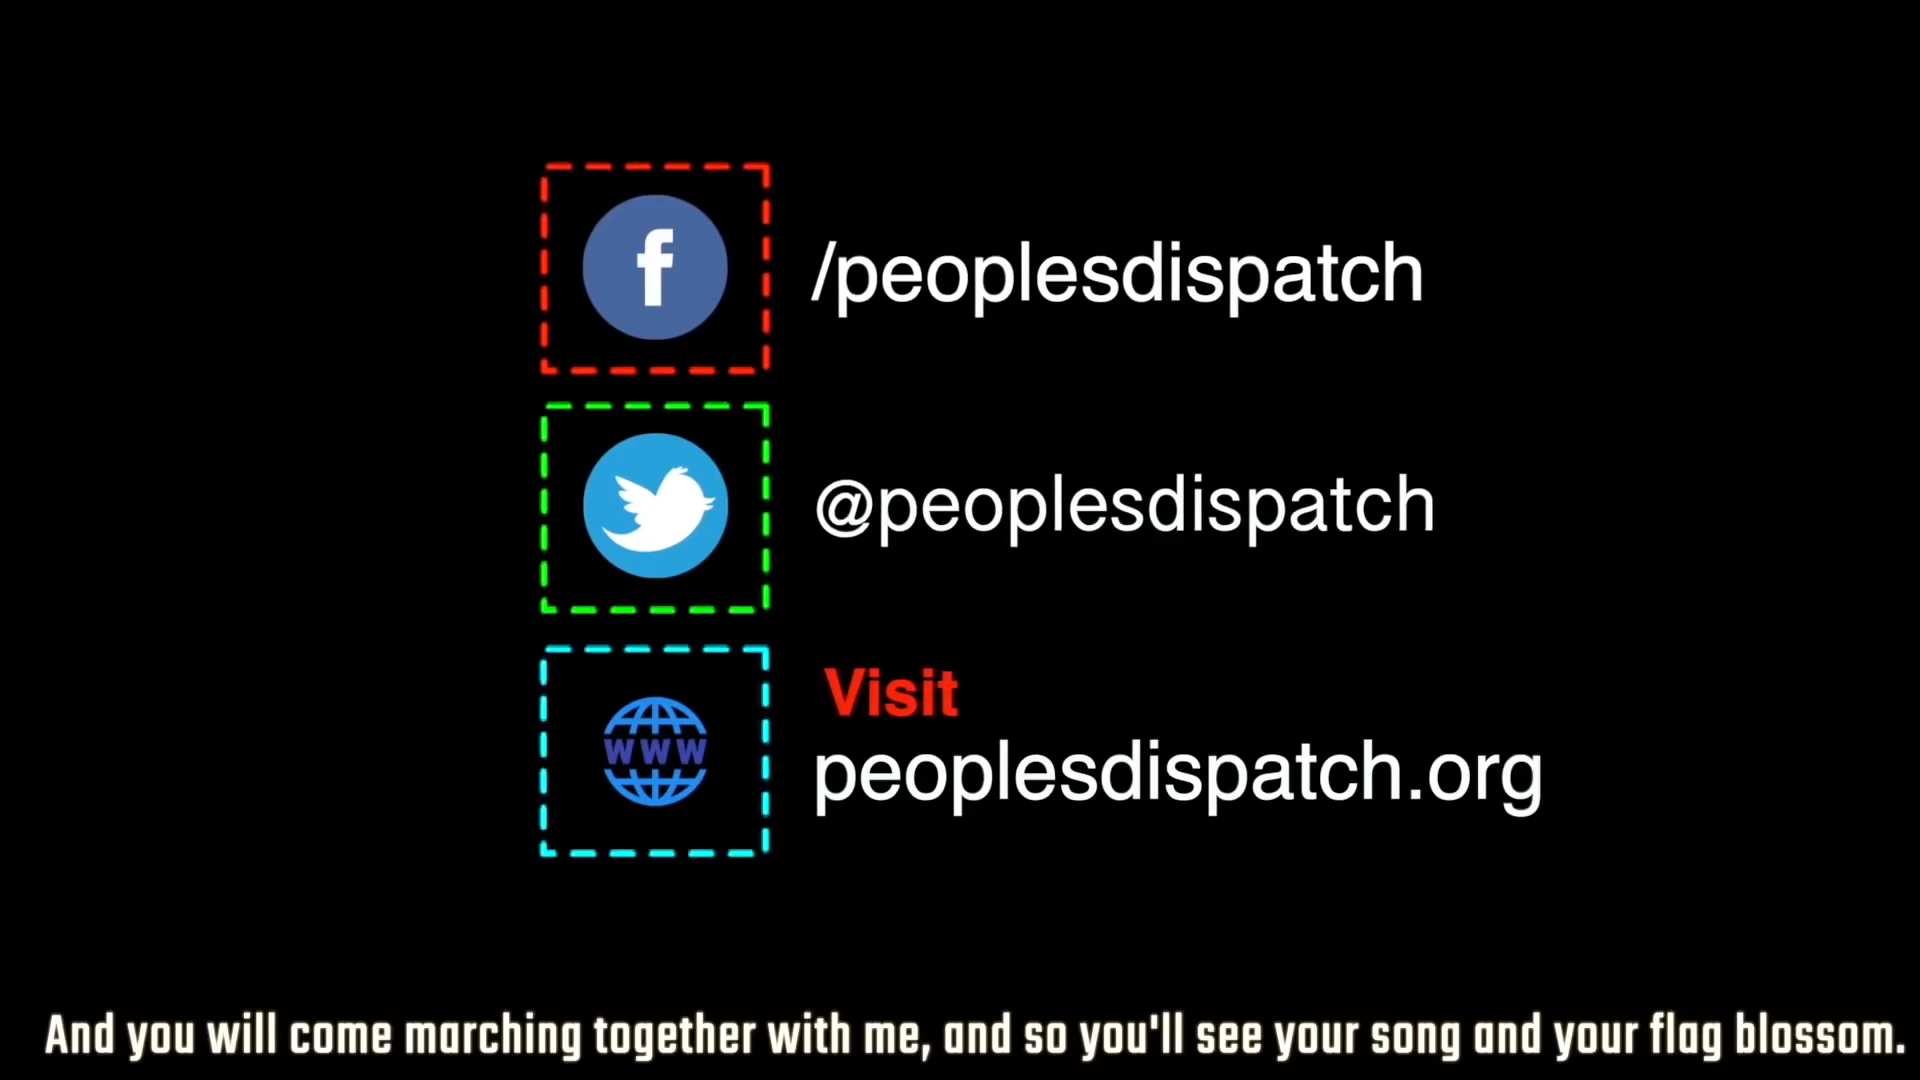 f
/peoplesdispatch
@peoplesdispatch
Visit
www
peoplesdispatch.org
And you will come marching together with me, and so you'll see your song and your flag blossom.